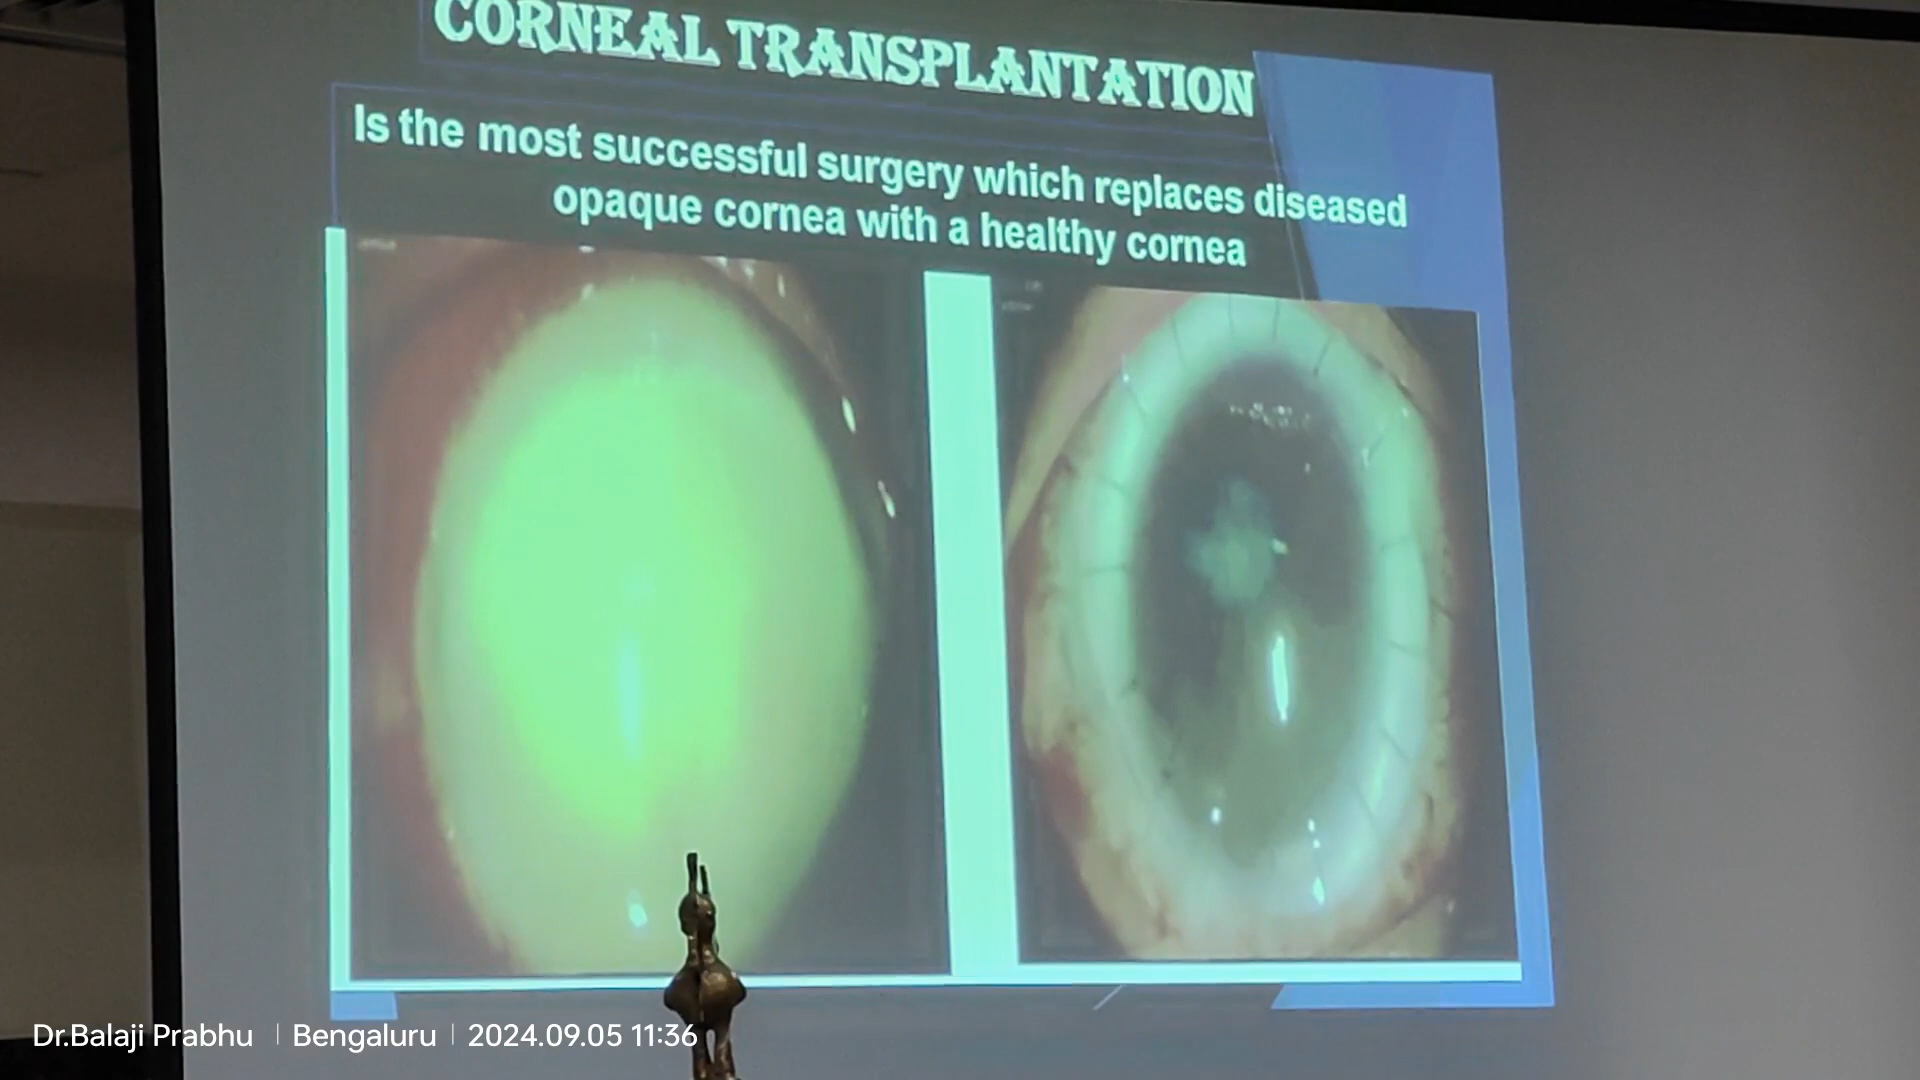 CORNEAL TRANSPLANTATION
Is the most successful surgery which replaces diseased
opaque cornea with a healthy cornea
Dr.Balaji Prabhu | Bengaluru | 2024.09.05 11:36